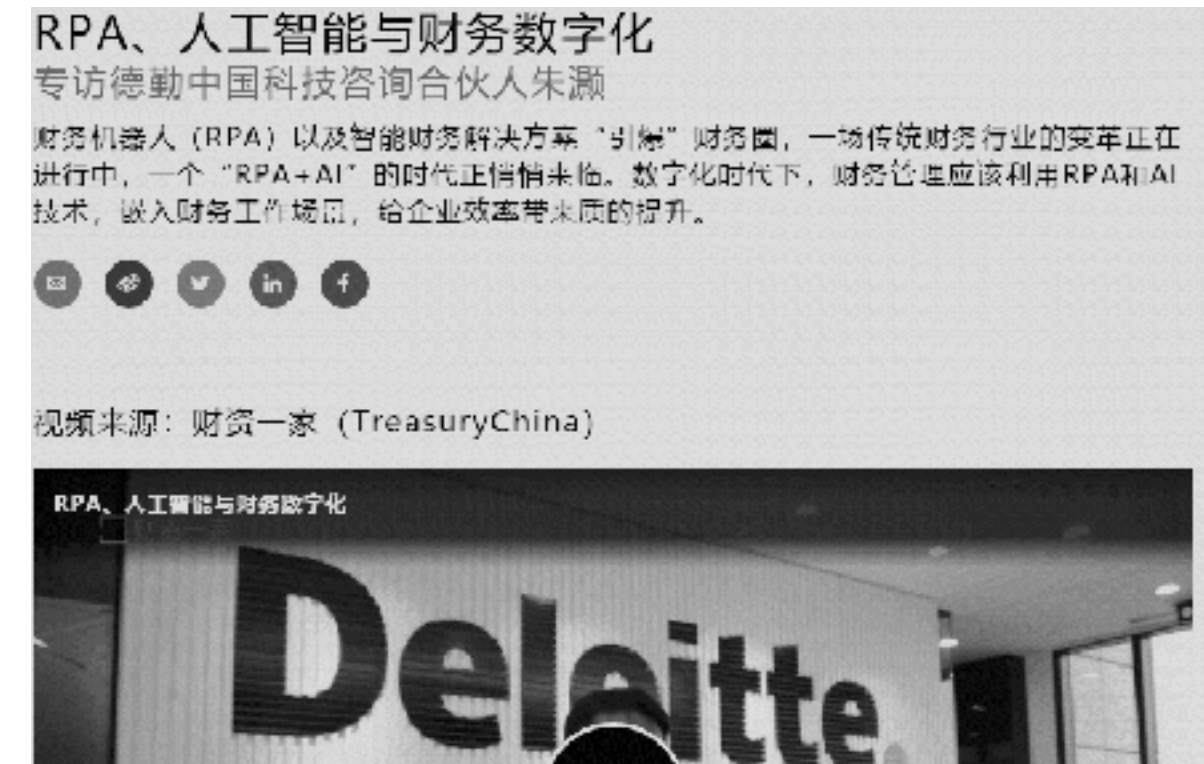 RPA、人工智能与财务数字化
专访德勤中国科技咨询合伙人朱灏
财务机器人（RPA）以及智能财务解决方案“引爆”财务圈，一场传统财务行业的变革正在
进行中，一个“RPA+AI”的时代正悄悄来临。数字化时代下，财务管理应该利用RPA和AI
技术，嵌入财务工作场景，给企业效率带来质的提升。
视频来源：财资一家（TreasuryChina）
RPA、人工智能与财务数字化
Deloitte.